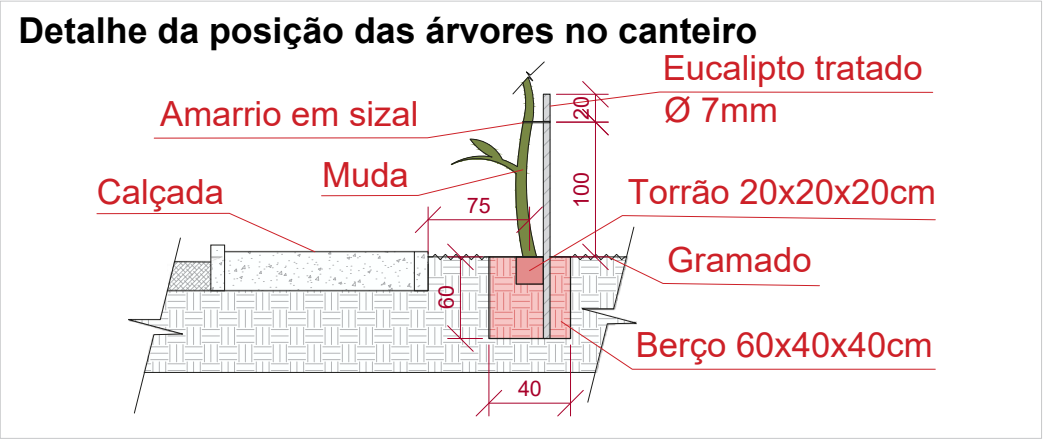 Detalhe da posição das árvores no canteiro
Eucalipto tratado
Ø 7mm
20
Amarrio em sizal
Muda
Calçada
75
100
Torrão 20x20x20cm
Gramado
60
Berço 60x40x40cm
40